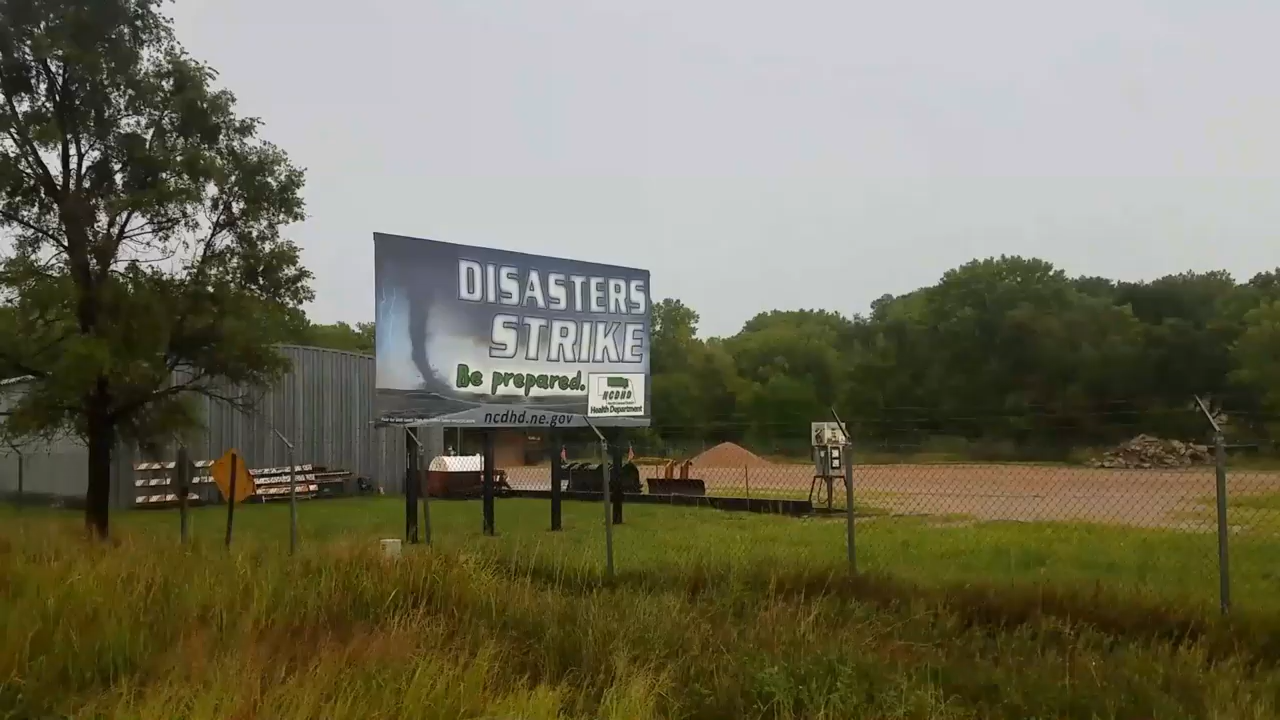 DISASTERS
STRIKE
Be prepared.
NCDHD
Health Department
ncdhd.ne.gov